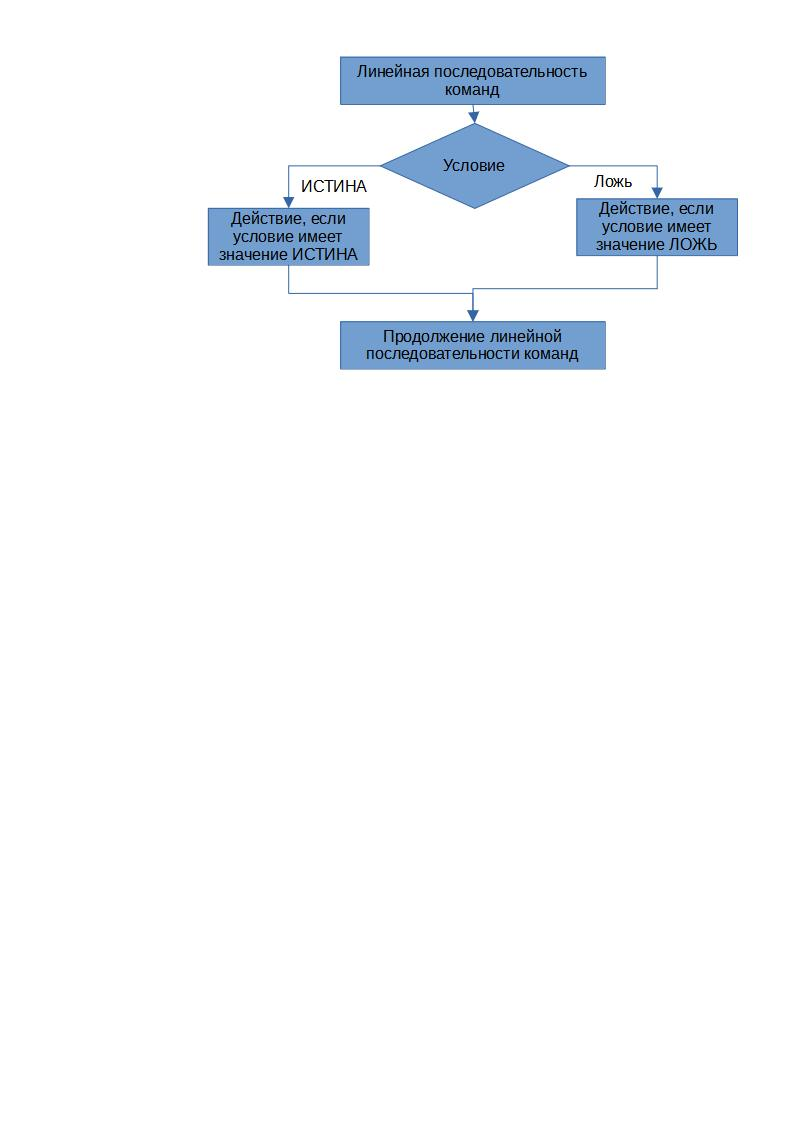 Линейная последовательность
команд
Условие
ИСТИНА
Ложь
Действие, если
условие имеет
значение ИСТИНА
Действие, если
условие имеет
значение ЛОЖЬ
Продолжение линейной
последовательности команд